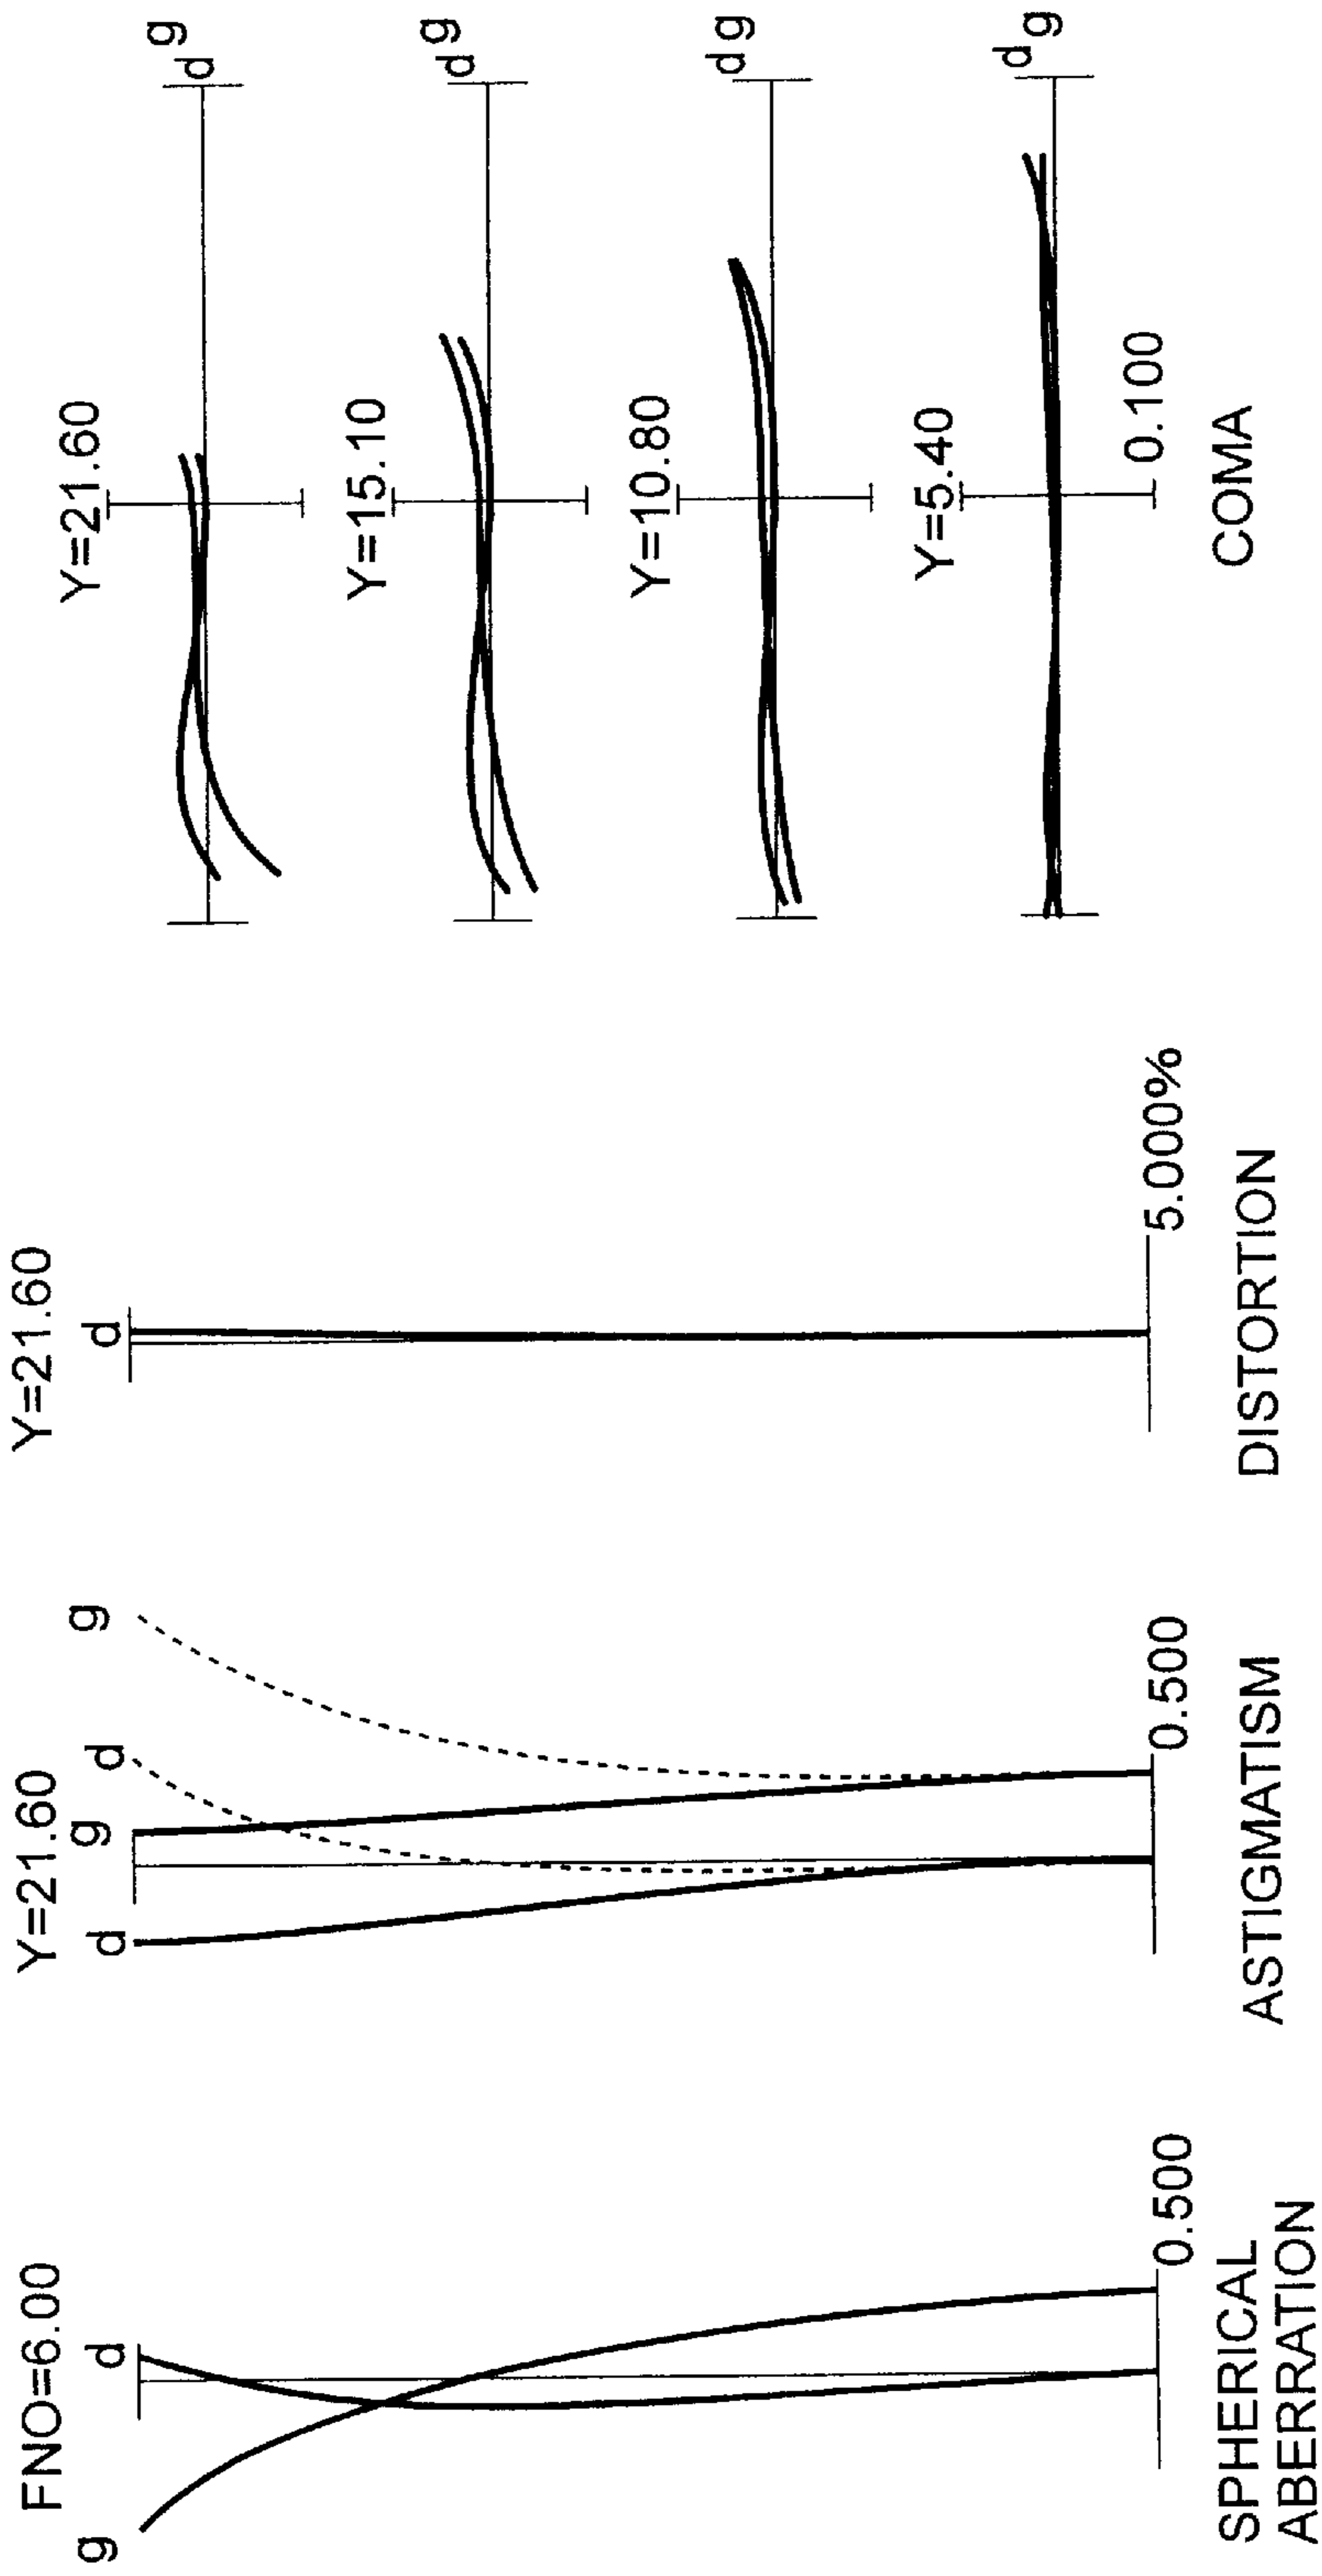 FNO=6.00
g
d
0.500
SPHERICAL
ABERRATION
Y=21.60
d
g
d
g
0.500
ASTIGMATISM
Y=21.60
d
5.000%
DISTORTION
Y=21.60
g
d
Y=15.10
g
d
Y=10.80
d g
Y=5.40
d
g
0.100
COMA